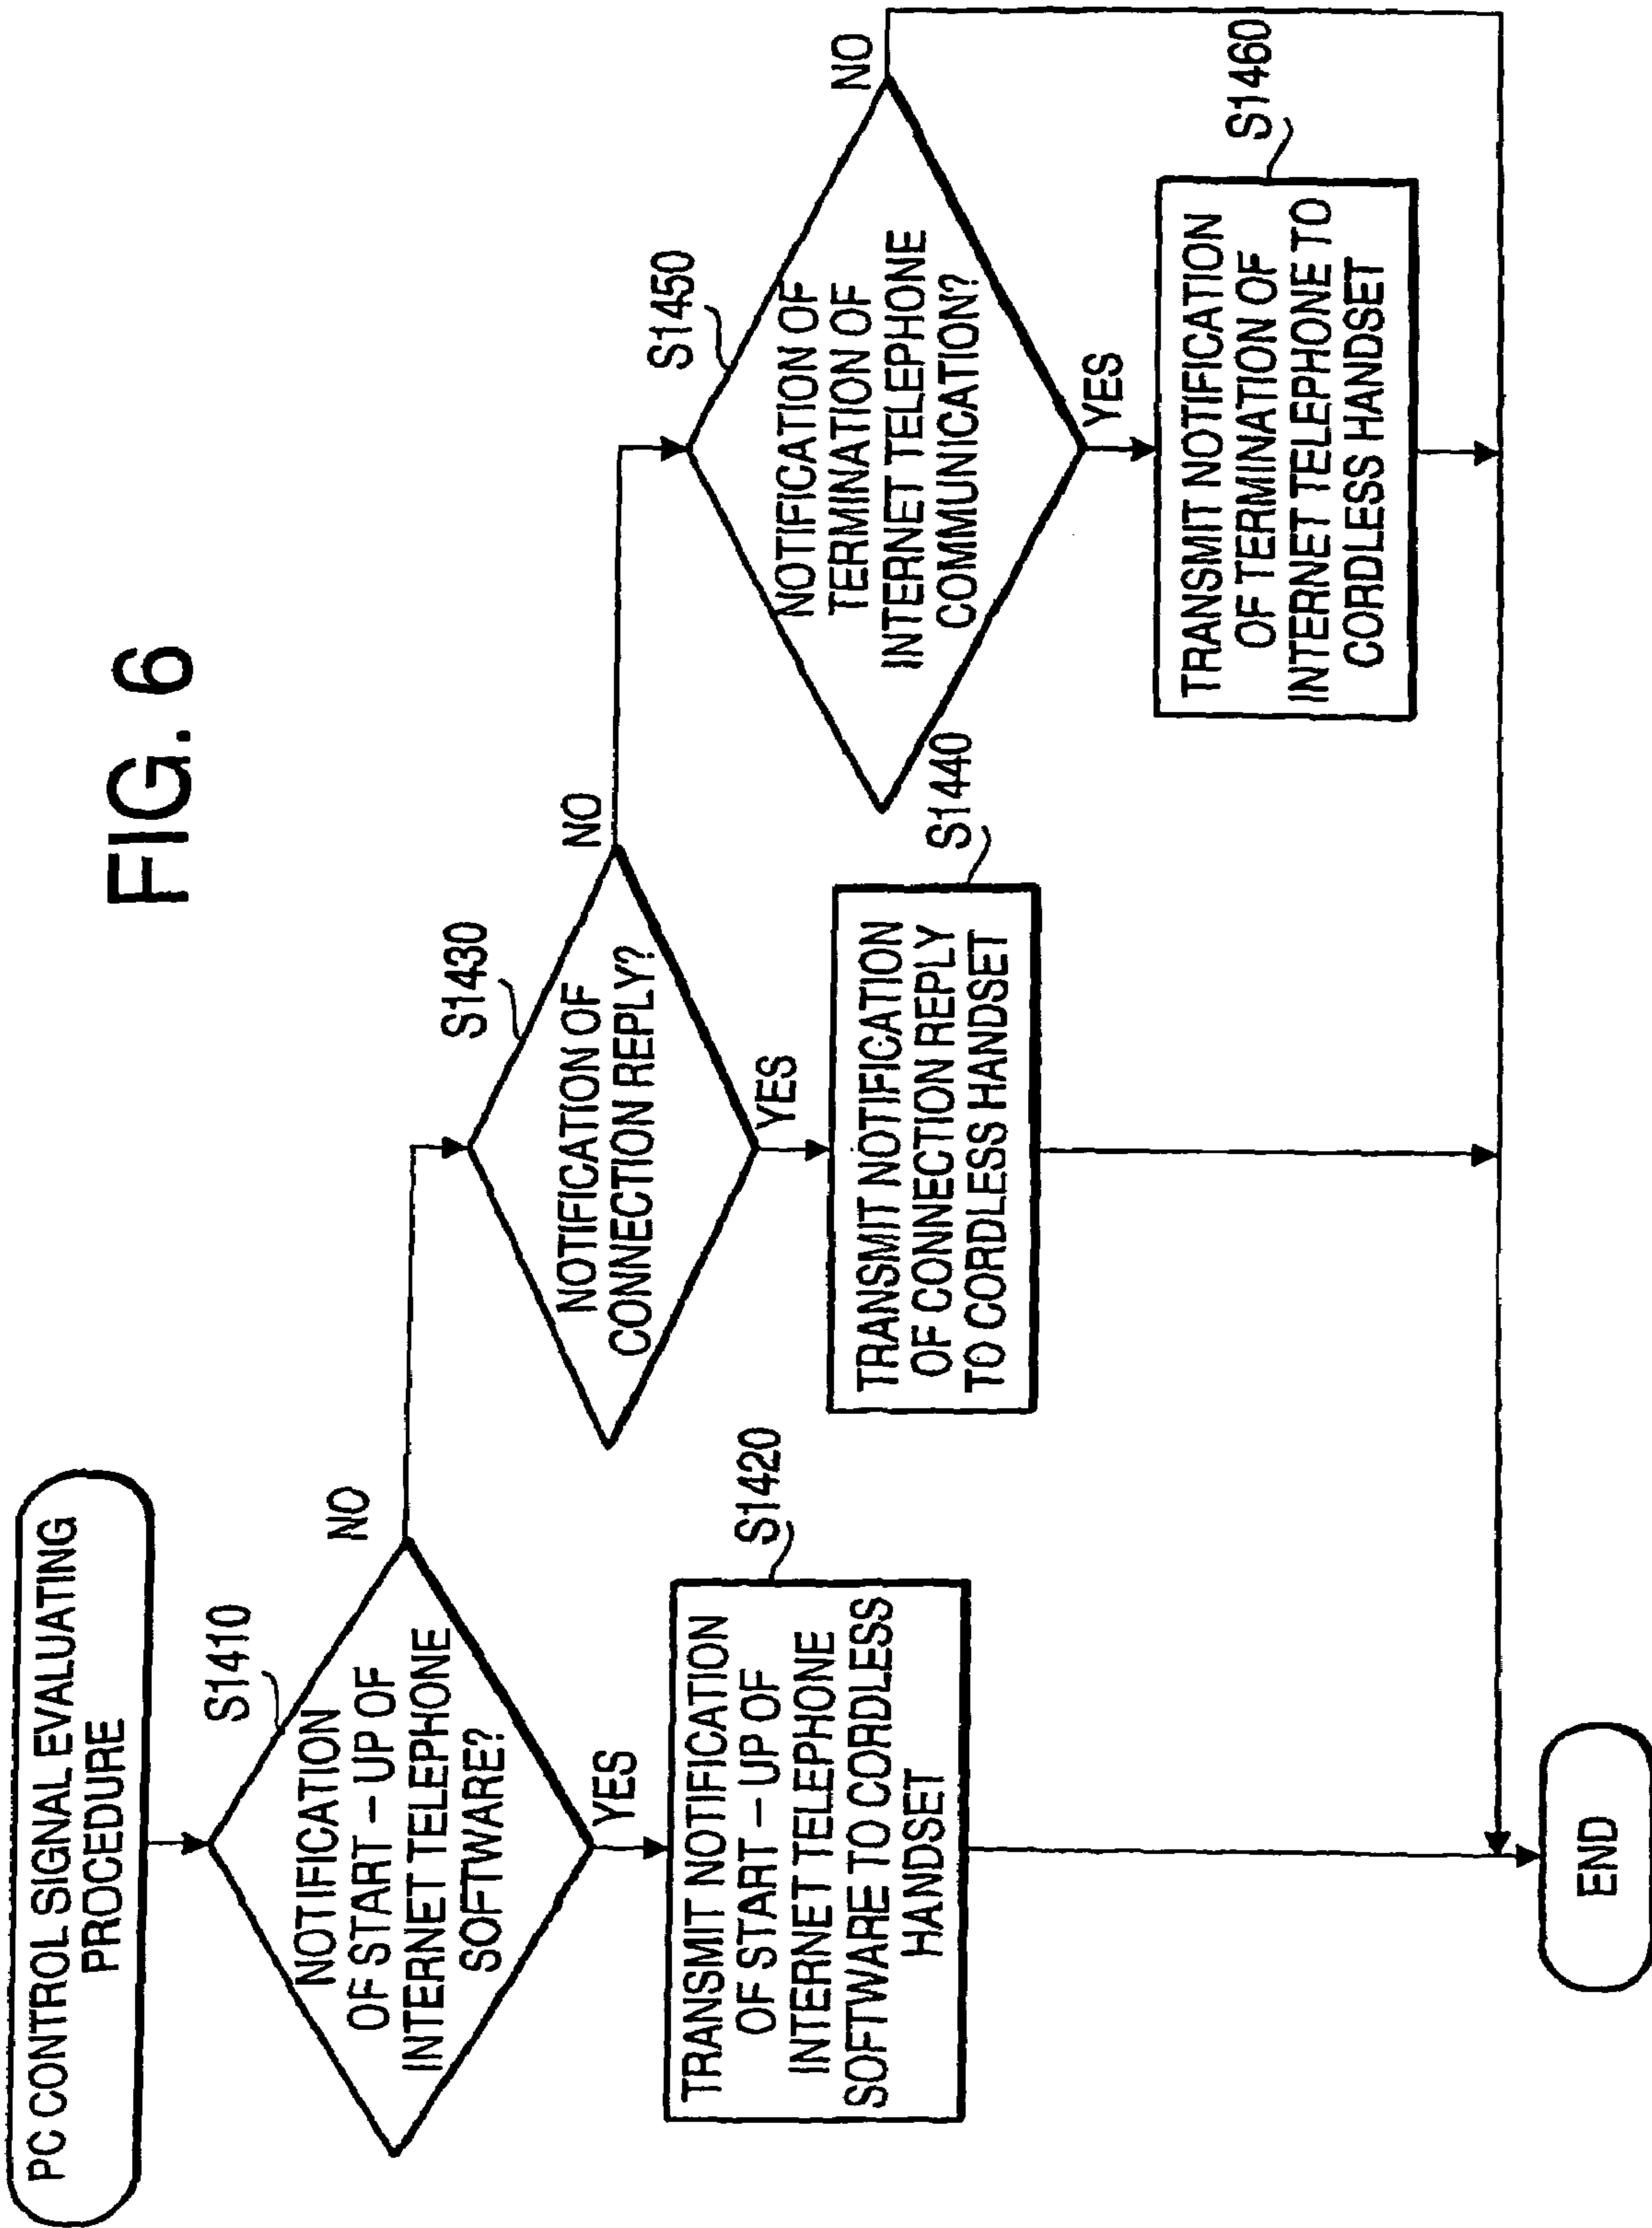 FIG. 6
PC CONTROL SIGNAL EVALUATING
PROCEDURE
S1410
NOTIFICATION
OF START – UP OF
INTERNET TELEPHONE
SOFTWARE?
NO
YES
S1420
TRANSMIT NOTIFICATION
OF START – UP OF
INTERNET TELEPHONE
SOFTWARE TO CORDLESS
HANDSET
S1430
NOTIFICATION OF
CONNECTION REPLY?
NO
YES
S1440
TRANSMIT NOTIFICATION
OF CONNECTION REPLY
TO CORDLESS HANDSET
S1450
NOTIFICATION OF
TERMINATION OF
INTERNET TELEPHONE
COMMUNICATION?
NO
YES
S1460
TRANSMIT NOTIFICATION
OF TERMINATION OF
INTERNET TELEPHONE TO
CORDLESS HANDSET
END